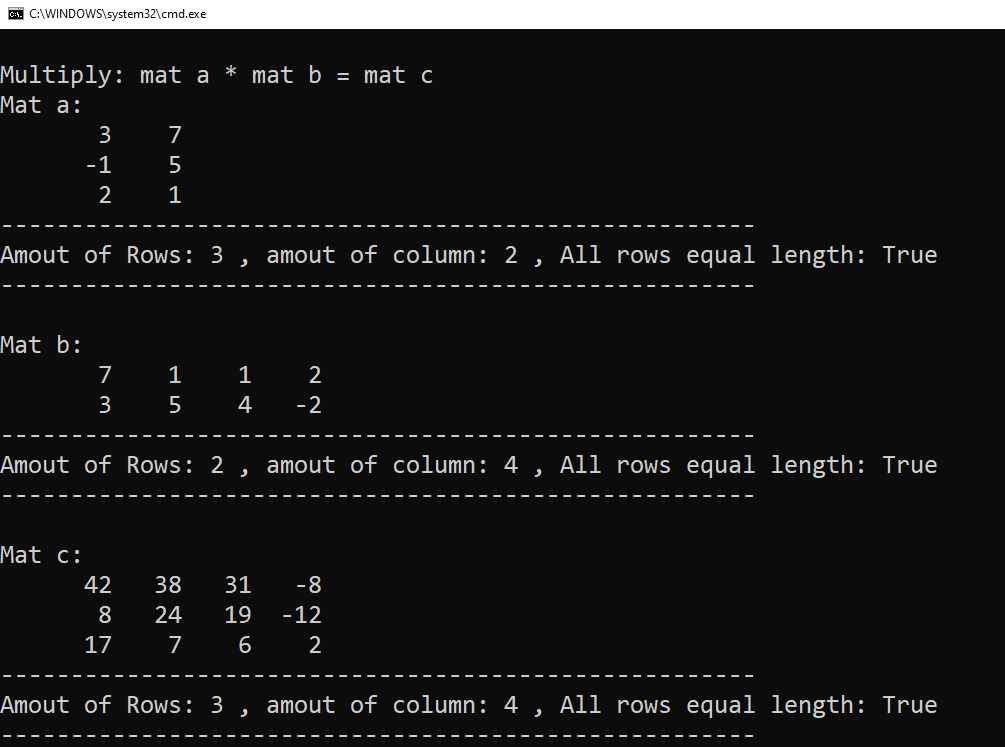 C:\WINDOWS\system32\cmd.exe
Multiply: mat a * mat b = mat c
Mat a:
3 7
-1 5
2 1
------------------------------------------------------
Amout of Rows: 3 , amout of column: 2 , All rows equal length: True
------------------------------------------------------
Mat b:
7 1 1 2
3 5 4 -2
------------------------------------------------------
Amout of Rows: 2 , amout of column: 4 , All rows equal length: True
------------------------------------------------------
Mat c:
42 38 31 -8
8 24 19 -12
17 7 6 2
------------------------------------------------------
Amout of Rows: 3 , amout of column: 4 , All rows equal length: True
------------------------------------------------------